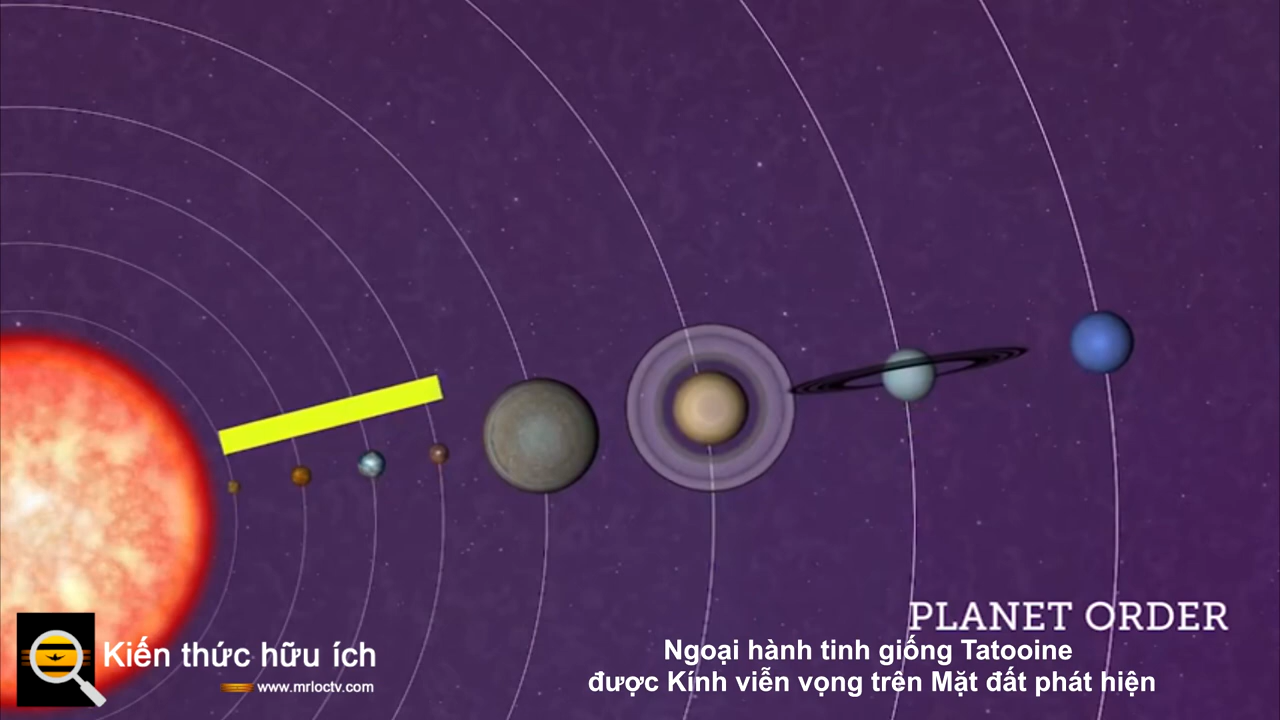 PLANET ORDER
Kiến thức hữu ích
www.mrloctv.com
Ngoại hành tinh giống Tatooine
được Kính viễn vọng trên Mặt đất phát hiện